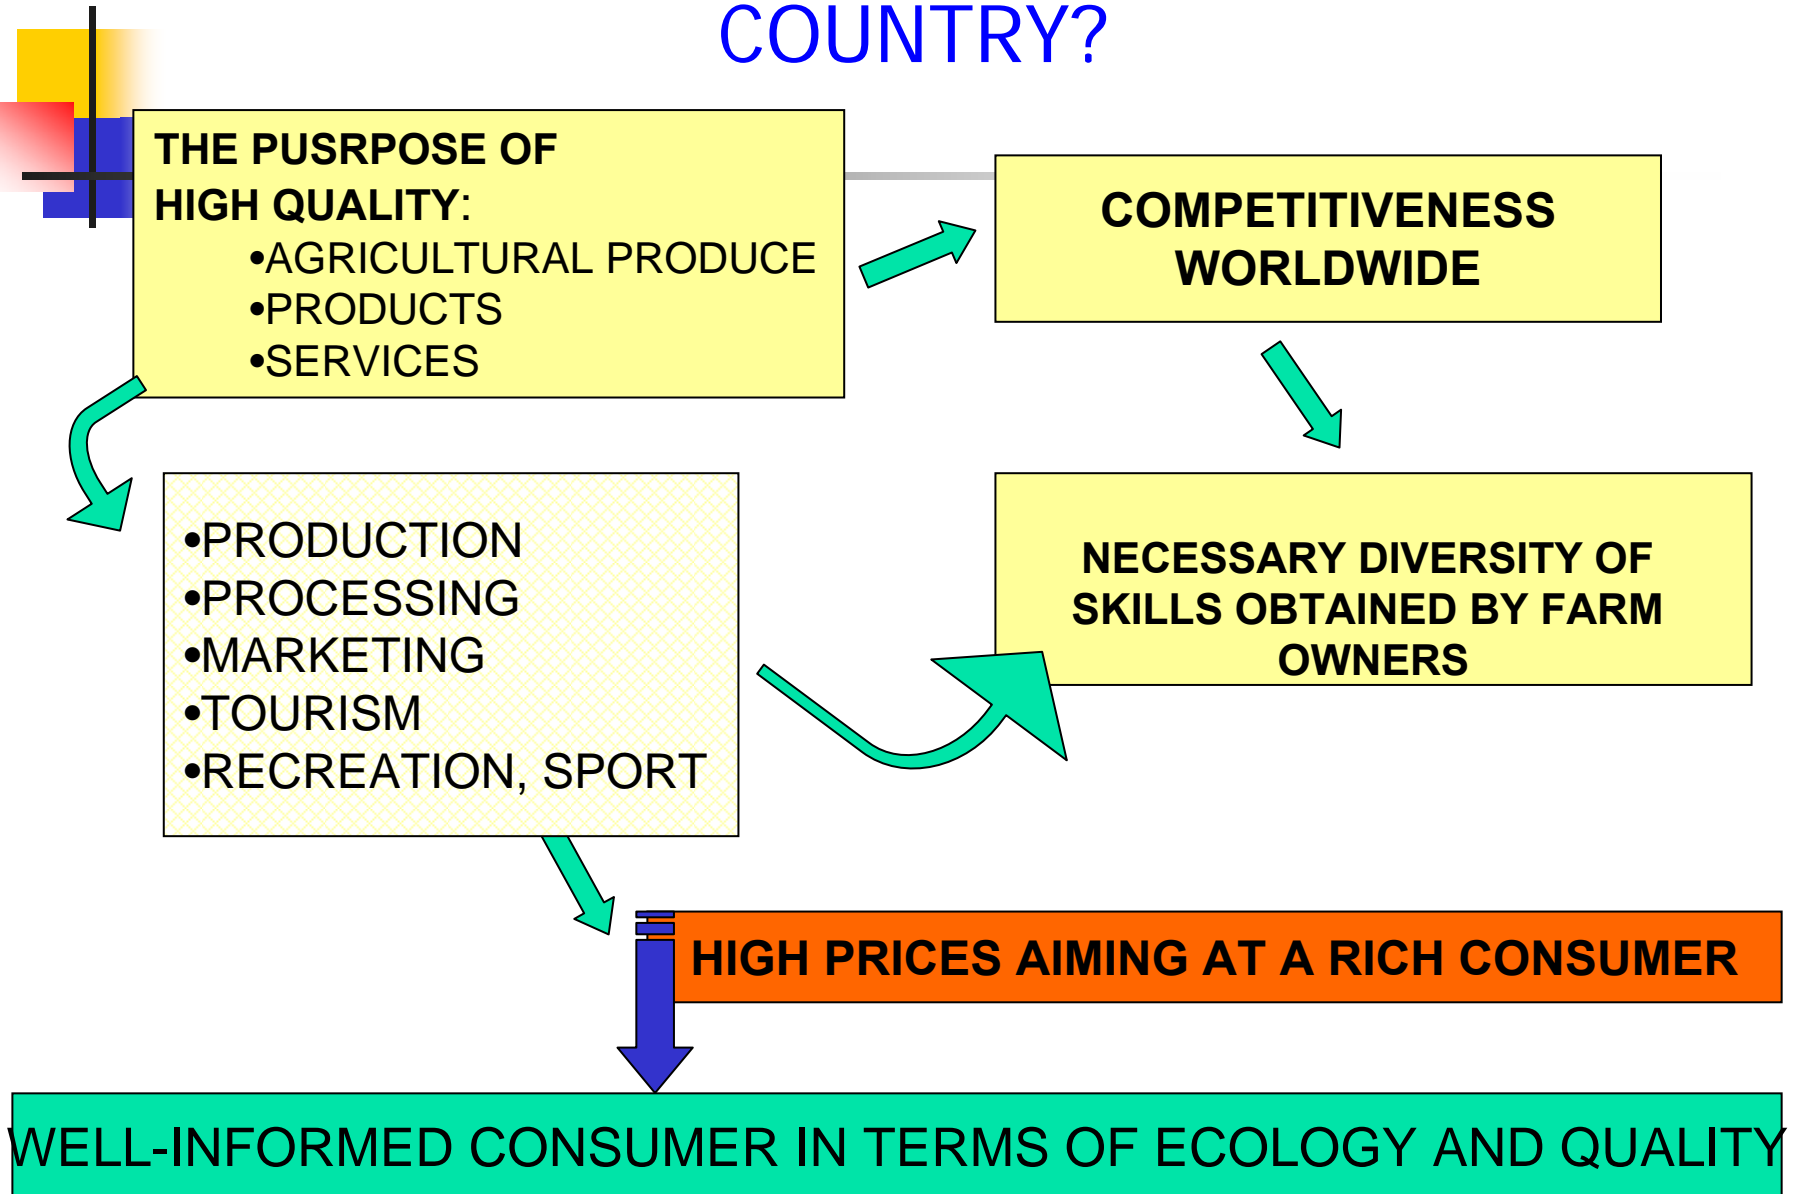 COUNTRY?
THE PUSRPOSE OF
HIGH QUALITY:
•AGRICULTURAL PRODUCE
•PRODUCTS
•SERVICES
COMPETITIVENESS
WORLDWIDE
•PRODUCTION
•PROCESSING
•MARKETING
•TOURISM
•RECREATION, SPORT
NECESSARY DIVERSITY OF
SKILLS OBTAINED BY FARM
OWNERS
HIGH PRICES AIMING AT A RICH CONSUMER
WELL-INFORMED CONSUMER IN TERMS OF ECOLOGY AND QUALITY